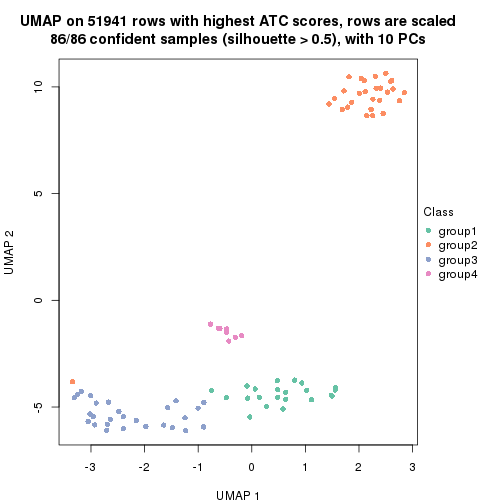 UMAP on 51941 rows with highest ATC scores, rows are scaled
86/86 confident samples (silhouette > 0.5), with 10 PCs
10
5
0
-5
UMAP 2
-3
-2
-1
0
1
2
3
UMAP 1
Class
group1
group2
group3
group4